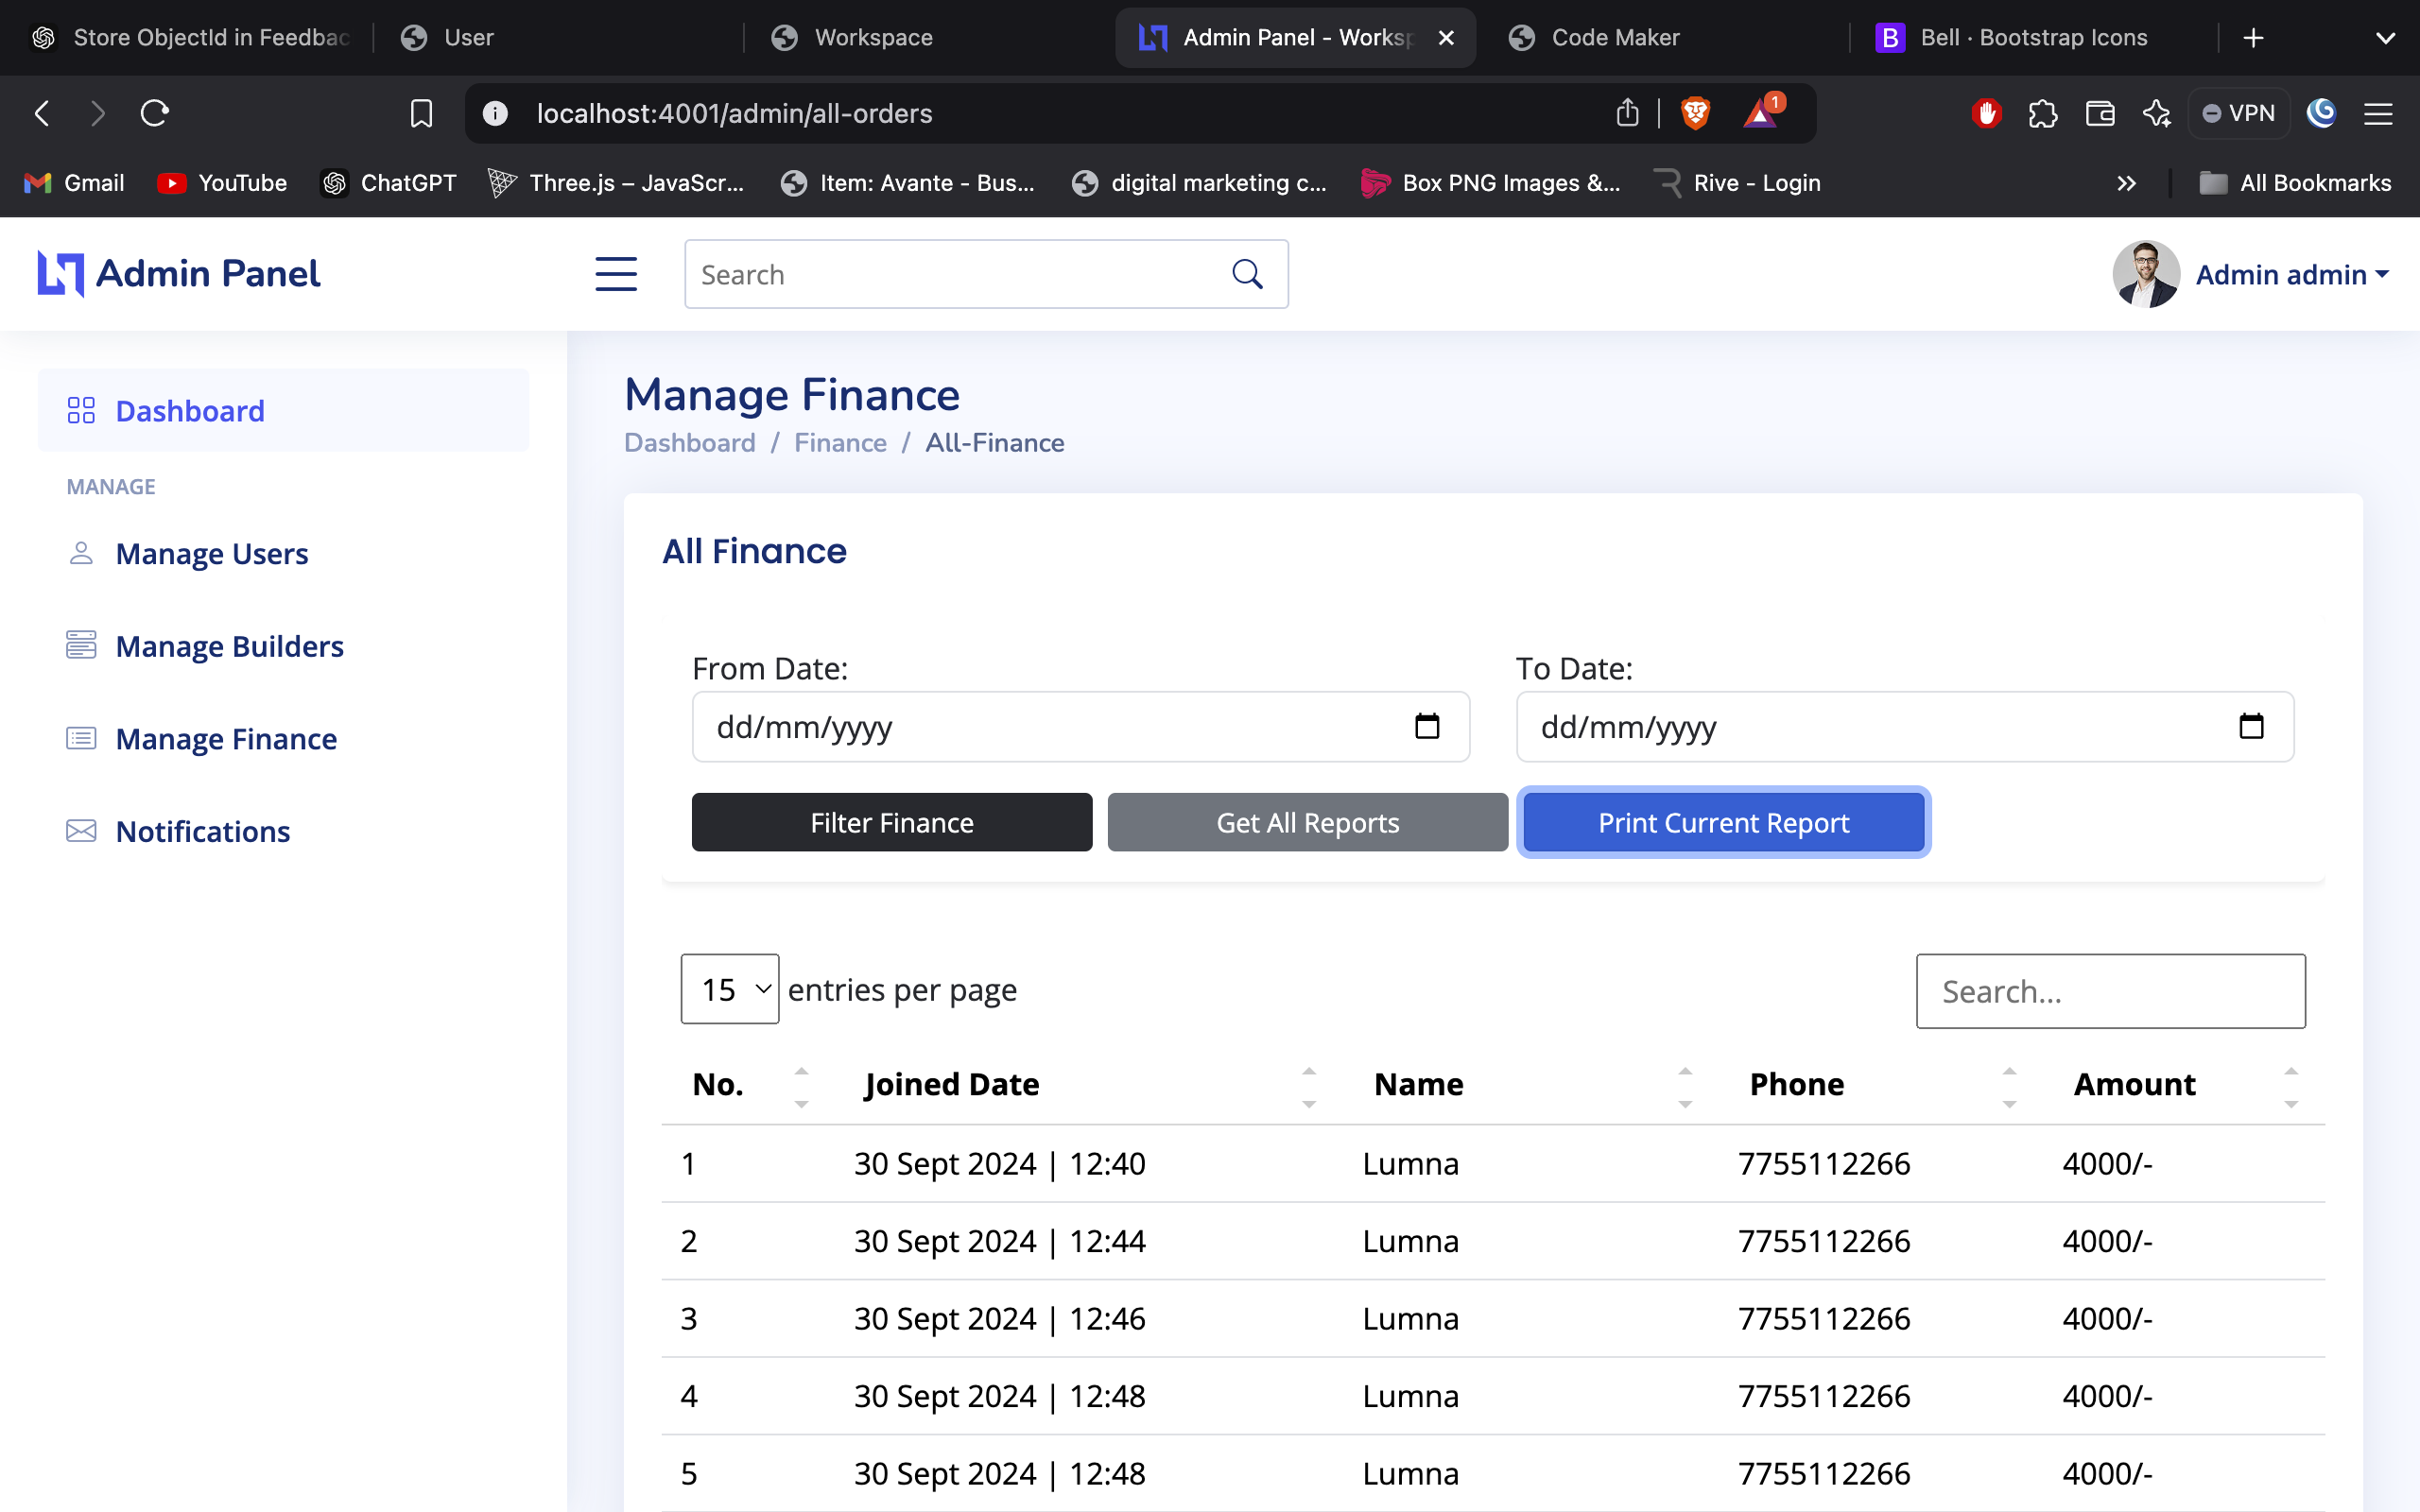 Store ObjectId in Feedbac
User
Workspace
Admin Panel - Worksp
Code Maker
B Bell · Bootstrap Icons
localhost:4001/admin/all-orders
1
VPN
Gmail
YouTube
ChatGPT
Three.js – JavaScr...
Item: Avante - Bus...
digital marketing c...
Box PNG Images &...
Rive - Login
All Bookmarks
Admin Panel
Search
Admin admin
Dashboard
MANAGE
Manage Users
Manage Builders
Manage Finance
Notifications
Manage Finance
Dashboard / Finance / All-Finance
All Finance
From Date:
To Date:
dd/mm/yyyy
dd/mm/yyyy
Filter Finance
Get All Reports
Print Current Report
15 entries per page
Search...
No. Joined Date Name Phone Amount
1 30 Sept 2024 | 12:40 Lumna 7755112266 4000/-
2 30 Sept 2024 | 12:44 Lumna 7755112266 4000/-
3 30 Sept 2024 | 12:46 Lumna 7755112266 4000/-
4 30 Sept 2024 | 12:48 Lumna 7755112266 4000/-
5 30 Sept 2024 | 12:48 Lumna 7755112266 4000/-